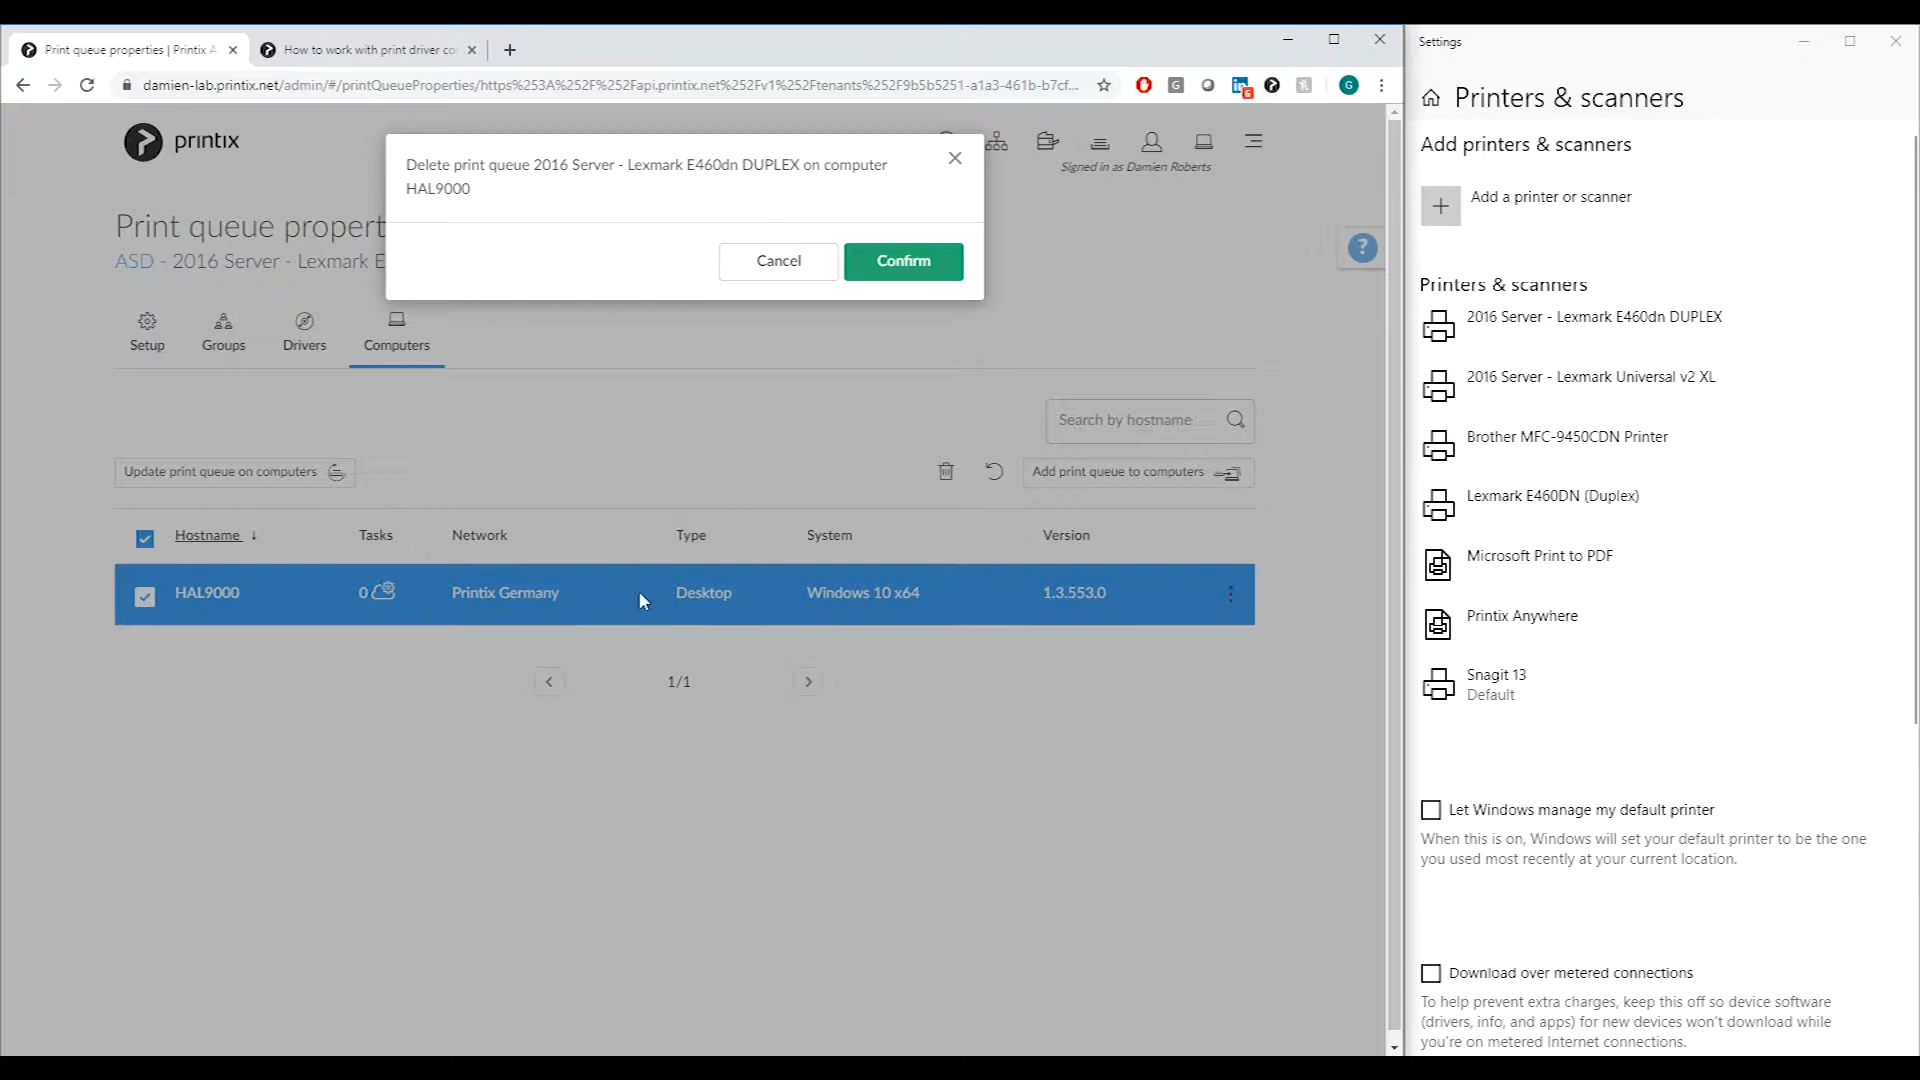 Print queue properties | Printix A
How to work with print driver co
damien-lab.printix.net/admin/#/printQueueProperties/https%253A%252F%252Fapi.printix.net%252Fv1%252Ftenants%252F9b5b5251-a1a3-461b-b7cf...
G
6
G
printix
Signed in as Damien Roberts
Delete print queue 2016 Server - Lexmark E460dn DUPLEX on computer
HAL9000
Cancel
Confirm
Print queue propert
ASD - 2016 Server - Lexmark E
?
Setup
Groups
Drivers
Computers
Search by hostname
Update print queue on computers
Add print queue to computers
Hostname ↓ Tasks Network Type System Version
HAL9000 0 Printix Germany Desktop Windows 10 x64 1.3.553.0
1/1
Settings
Printers & scanners
Add printers & scanners
Add a printer or scanner
Printers & scanners
2016 Server - Lexmark E460dn DUPLEX
2016 Server - Lexmark Universal v2 XL
Brother MFC-9450CDN Printer
Lexmark E460DN (Duplex)
Microsoft Print to PDF
Printix Anywhere
Snagit 13
Default
Let Windows manage my default printer
When this is on, Windows will set your default printer to be the one
you used most recently at your current location.
Download over metered connections
To help prevent extra charges, keep this off so device software
(drivers, info, and apps) for new devices won't download while
you're on metered Internet connections.